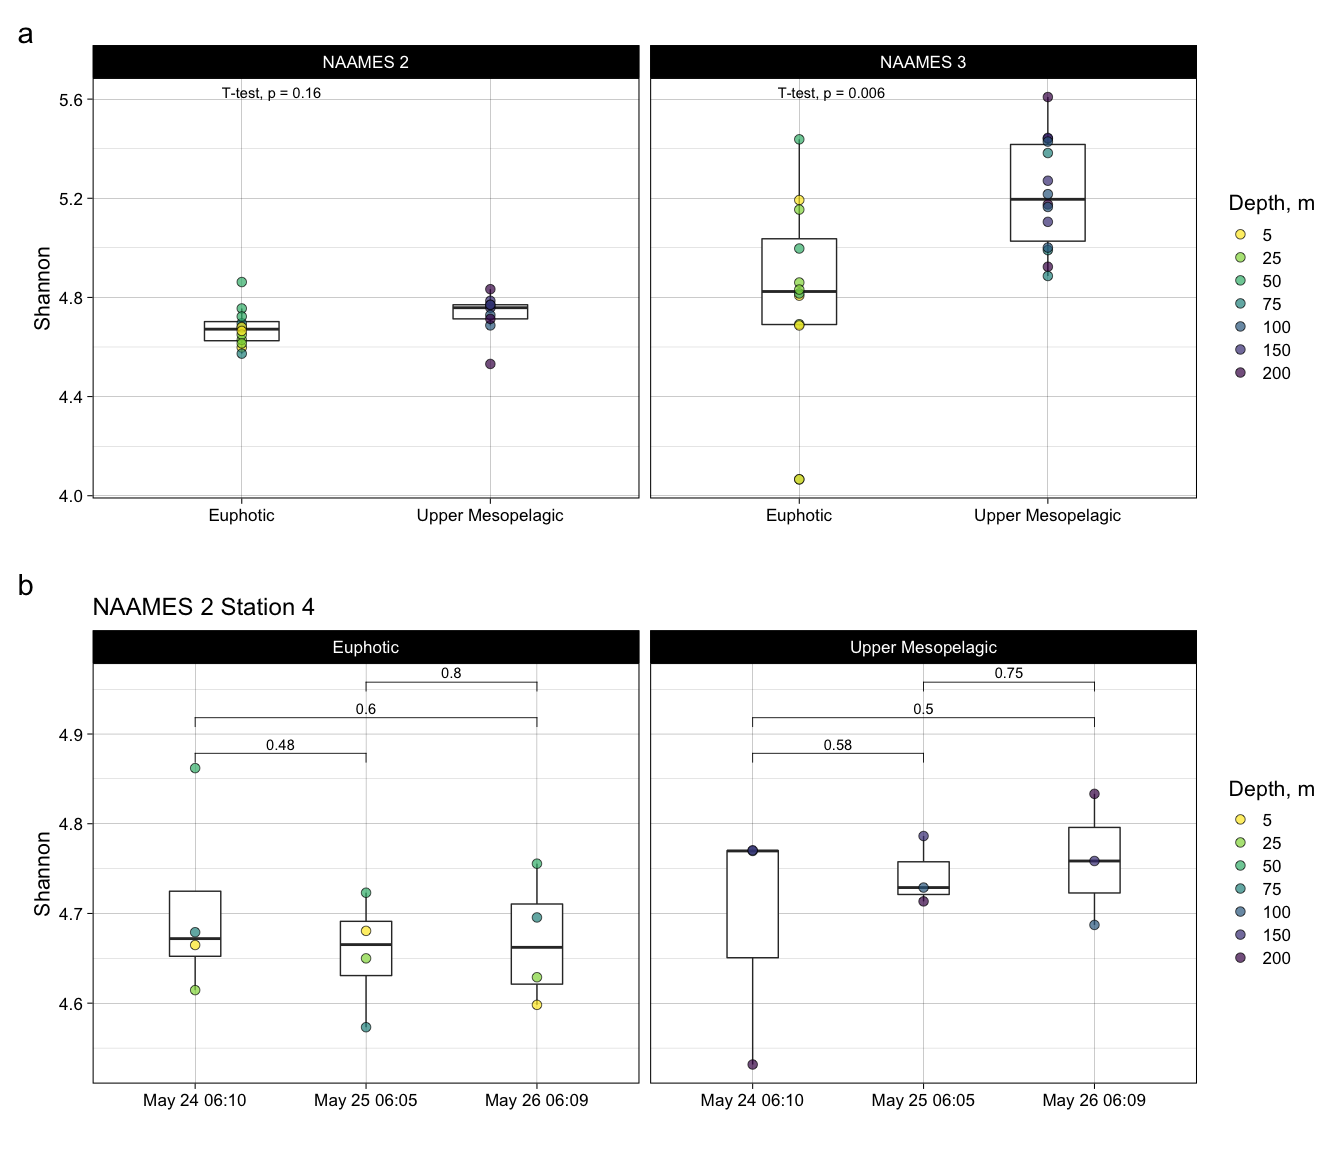 a
NAAMES 2
NAAMES 3
T-test, p = 0.16
T-test, p = 0.006
Shannon
5.6
5.2
4.8
4.4
4.0
Euphotic
Upper Mesopelagic
Euphotic
Upper Mesopelagic
Depth, m
5
25
50
75
100
150
200
b
NAAMES 2 Station 4
Euphotic
Upper Mesopelagic
0.8
0.6
0.48
0.75
0.5
0.58
Shannon
4.9
4.8
4.7
4.6
May 24 06:10
May 25 06:05
May 26 06:09
May 24 06:10
May 25 06:05
May 26 06:09
Depth, m
5
25
50
75
100
150
200